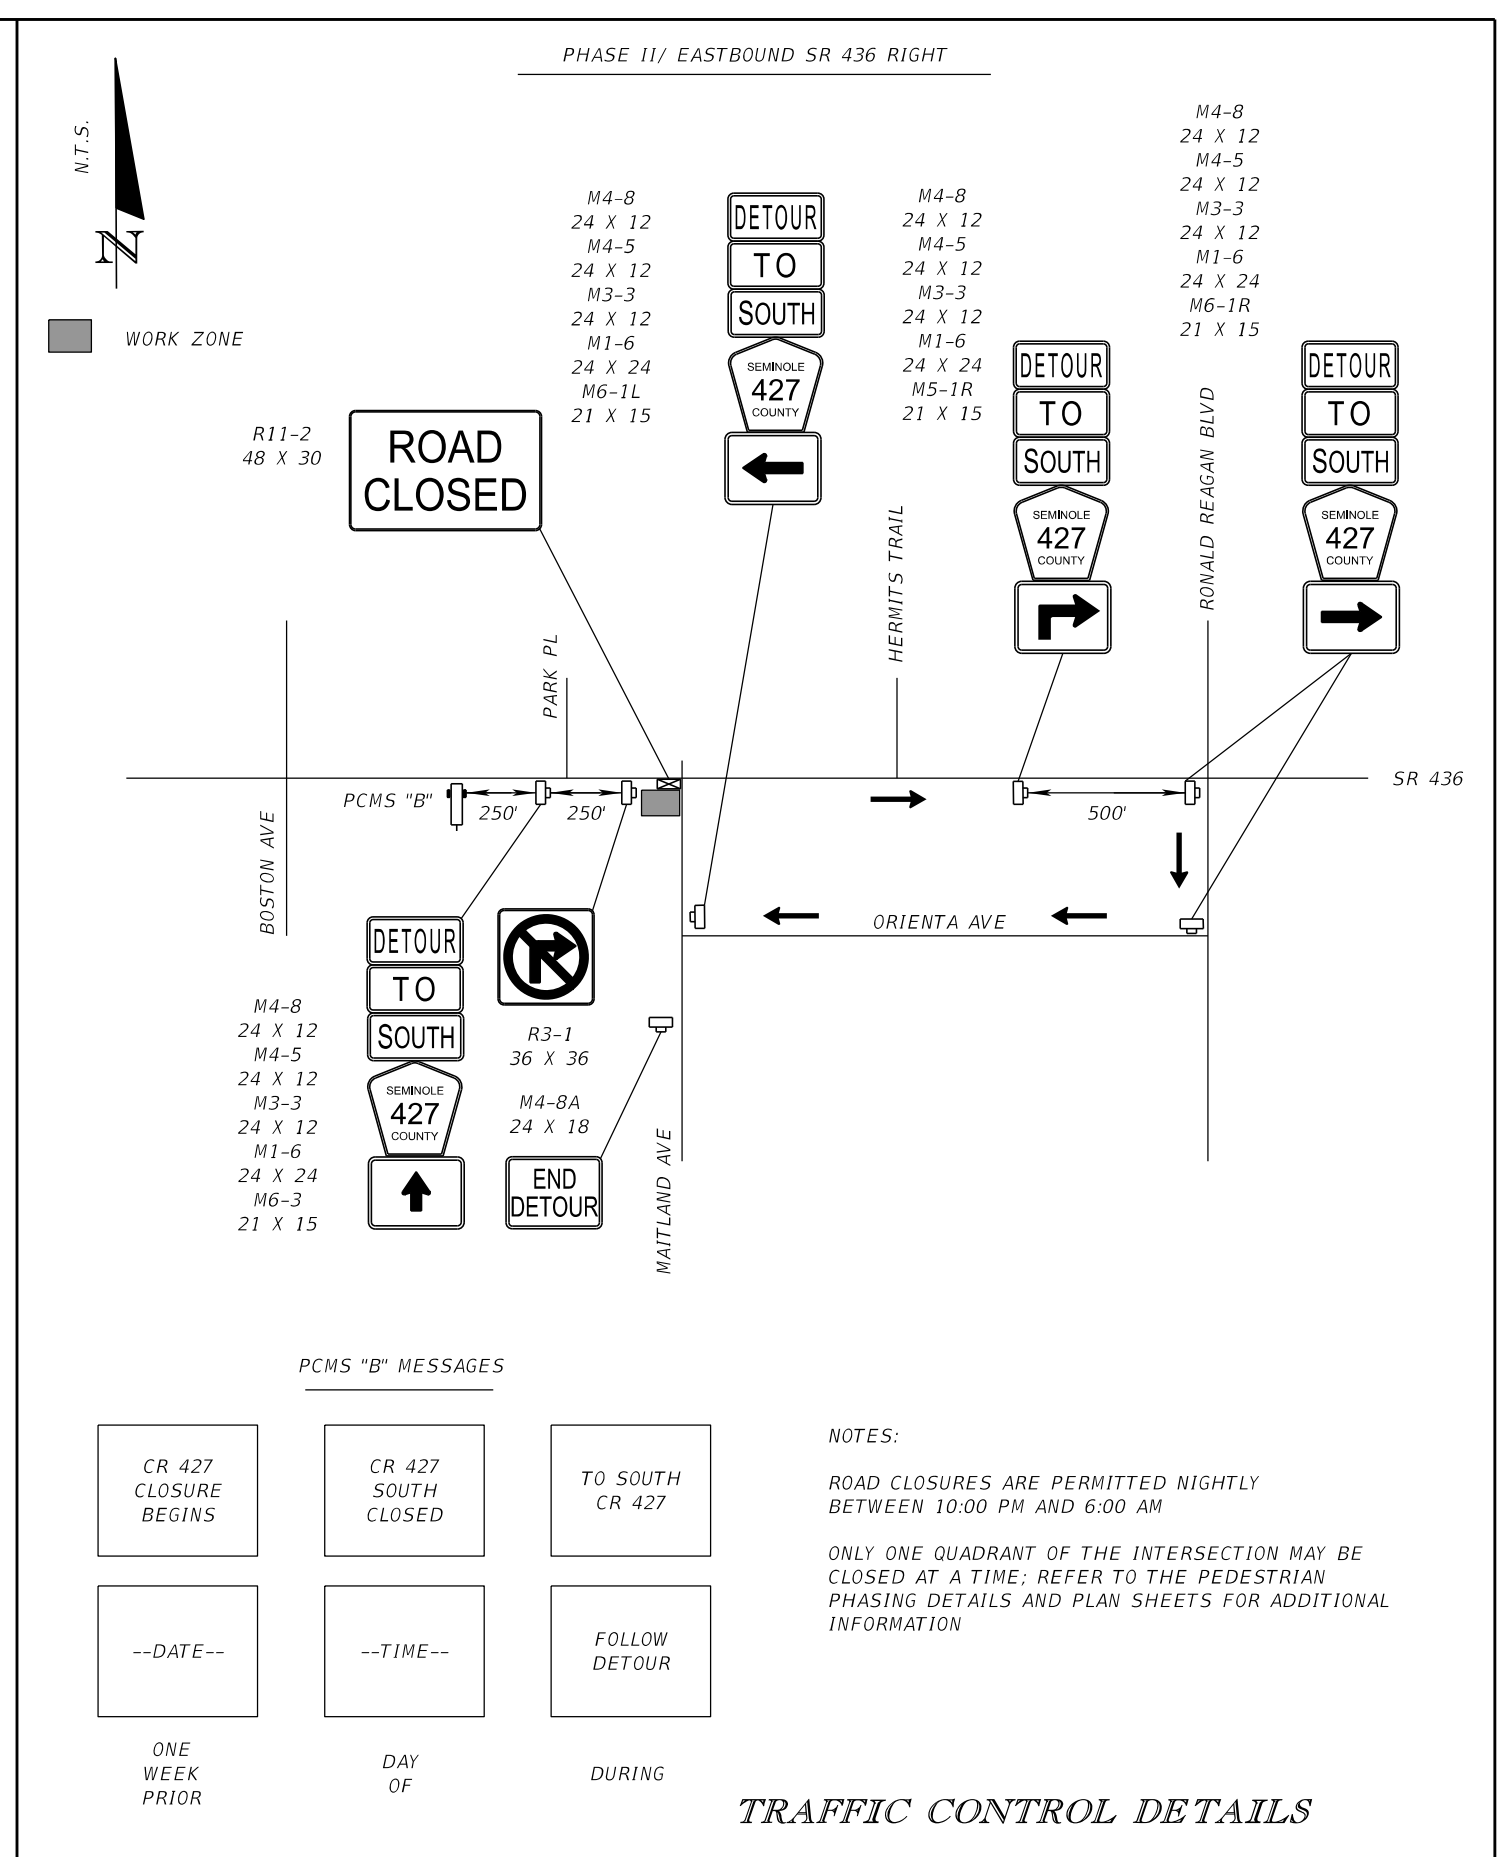 PHASE II/ EASTBOUND SR 436 RIGHT
N.T.S.
N
WORK ZONE
R11-2
48 X 30
ROAD
CLOSED
M4-8
24 X 12
M4-5
24 X 12
M3-3
24 X 12
M1-6
24 X 24
M6-1L
21 X 15
DETOUR
TO
SOUTH
SEMINOLE
427
COUNTY
M4-8
24 X 12
M4-5
24 X 12
M3-3
24 X 12
M1-6
24 X 24
M5-1R
21 X 15
DETOUR
TO
SOUTH
SEMINOLE
427
COUNTY
M4-8
24 X 12
M4-5
24 X 12
M3-3
24 X 12
M1-6
24 X 24
M6-1R
21 X 15
DETOUR
TO
SOUTH
SEMINOLE
427
COUNTY
PARK PL
HERMITS TRAIL
RONALD REAGAN BLVD
SR 436
PCMS "B"
250'
250'
500'
BOSTON AVE
ORIENTA AVE
MAITLAND AVE
M4-8
24 X 12
M4-5
24 X 12
M3-3
24 X 12
M1-6
24 X 24
M6-3
21 X 15
DETOUR
TO
SOUTH
SEMINOLE
427
COUNTY
R3-1
36 X 36
M4-8A
24 X 18
END
DETOUR
PCMS "B" MESSAGES
CR 427
CLOSURE
BEGINS
CR 427
SOUTH
CLOSED
TO SOUTH
CR 427
--DATE--
--TIME--
FOLLOW
DETOUR
ONE
WEEK
PRIOR
DAY
OF
DURING
NOTES:
ROAD CLOSURES ARE PERMITTED NIGHTLY
BETWEEN 10:00 PM AND 6:00 AM
ONLY ONE QUADRANT OF THE INTERSECTION MAY BE
CLOSED AT A TIME; REFER TO THE PEDESTRIAN
PHASING DETAILS AND PLAN SHEETS FOR ADDITIONAL
INFORMATION
TRAFFIC CONTROL DETAILS